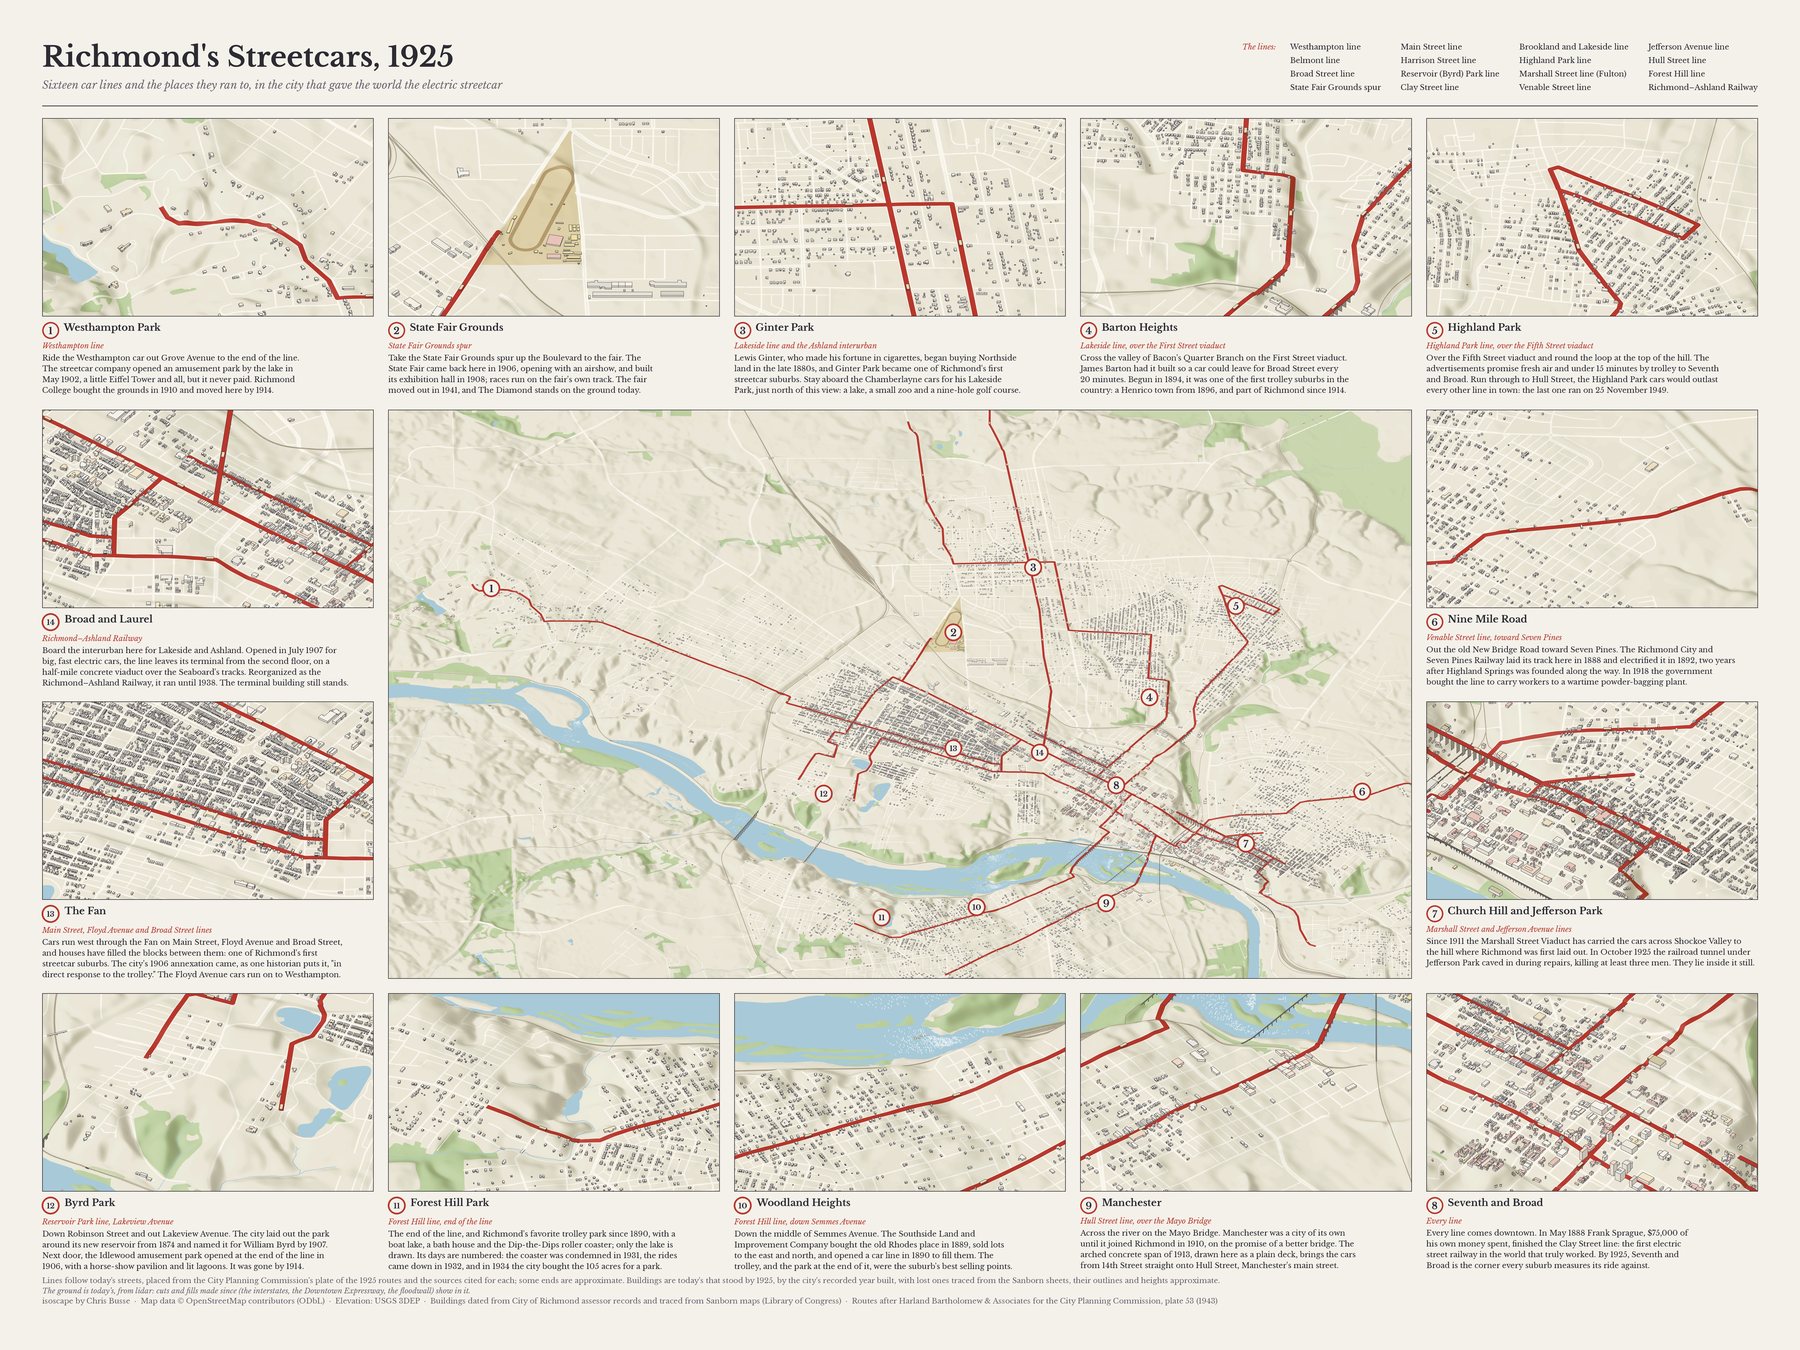 Richmond's Streetcars, 1925
Sixteen car lines and the places they ran to, in the city that gave the world the electric streetcar
The lines:
Westhampton line
Belmont line
Broad Street line
State Fair Grounds spur
Main Street line
Harrison Street line
Reservoir (Byrd) Park line
Clay Street line
Brookland and Lakeside line
Highland Park line
Marshall Street line (Fulton)
Venable Street line
Jefferson Avenue line
Hull Street line
Forest Hill line
Richmond–Ashland Railway
1 Westhampton Park
Westhampton line
Ride the Westhampton car out Grove Avenue to the end of the line.
The streetcar company opened an amusement park by the lake in
May 1902, a little Eiffel Tower and all, but it never paid. Richmond
College bought the grounds in 1910 and moved here by 1914.
2 State Fair Grounds
State Fair Grounds spur
Take the State Fair Grounds spur up the Boulevard to the fair. The
State Fair came back here in 1906, opening with an airshow, and built
its exhibition hall in 1908; races run on the fair's own track. The fair
moved out in 1941, and The Diamond stands on the ground today.
3 Ginter Park
Lakeside line and the Ashland interurban
Lewis Ginter, who made his fortune in cigarettes, began buying Northside
land in the late 1880s, and Ginter Park became one of Richmond's first
streetcar suburbs. Stay aboard the Chamberlayne cars for his Lakeside
Park, just north of this view: a lake, a small zoo and a nine-hole golf course.
4 Barton Heights
Lakeside line, over the First Street viaduct
Cross the valley of Bacon's Quarter Branch on the First Street viaduct.
James Barton had it built so a car could leave for Broad Street every
20 minutes. Begun in 1894, it was one of the first trolley suburbs in the
country: a Henrico town from 1896, and part of Richmond since 1914.
5 Highland Park
Highland Park line, over the Fifth Street viaduct
Over the Fifth Street viaduct and round the loop at the top of the hill. The
advertisements promise fresh air and under 15 minutes by trolley to Seventh
and Broad. Run through to Hull Street, the Highland Park cars would outlast
every other line in town: the last one ran on 25 November 1949.
14 Broad and Laurel
Richmond–Ashland Railway
Board the interurban here for Lakeside and Ashland. Opened in July 1907 for
big, fast electric cars, the line leaves its terminal from the second floor, on a
half-mile concrete viaduct over the Seaboard's tracks. Reorganized as the
Richmond–Ashland Railway, it ran until 1938. The terminal building still stands.
1
2
3
4
5
6
7
8
9
10
11
12
13
14
6 Nine Mile Road
Venable Street line, toward Seven Pines
Out the old New Bridge Road toward Seven Pines. The Richmond City and
Seven Pines Railway laid its track here in 1888 and electrified it in 1892, two years
after Highland Springs was founded along the way. In 1918 the government
bought the line to carry workers to a wartime powder-bagging plant.
13 The Fan
Main Street, Floyd Avenue and Broad Street lines
Cars run west through the Fan on Main Street, Floyd Avenue and Broad Street,
and houses have filled the blocks between them: one of Richmond's first
streetcar suburbs. The city's 1906 annexation came, as one historian puts it, "in
direct response to the trolley." The Floyd Avenue cars run on to Westhampton.
7 Church Hill and Jefferson Park
Marshall Street and Jefferson Avenue lines
Since 1911 the Marshall Street Viaduct has carried the cars across Shockoe Valley to
the hill where Richmond was first laid out. In October 1925 the railroad tunnel under
Jefferson Park caved in during repairs, killing at least three men. They lie inside it still.
12 Byrd Park
Reservoir Park line, Lakeview Avenue
Down Robinson Street and out Lakeview Avenue. The city laid out the park
around its new reservoir from 1874 and named it for William Byrd by 1907.
Next door, the Idlewood amusement park opened at the end of the line in
1906, with a horse-show pavilion and lit lagoons. It was gone by 1914.
11 Forest Hill Park
Forest Hill line, end of the line
The end of the line, and Richmond's favorite trolley park since 1890, with a
boat lake, a bath house and the Dip-the-Dips roller coaster; only the lake is
drawn. Its days are numbered: the coaster was condemned in 1931, the rides
came down in 1932, and in 1934 the city bought the 105 acres for a park.
10 Woodland Heights
Forest Hill line, down Semmes Avenue
Down the middle of Semmes Avenue. The Southside Land and
Improvement Company bought the old Rhodes place in 1889, sold lots
to the east and north, and opened a car line in 1890 to fill them. The
trolley, and the park at the end of it, were the suburb's best selling points.
9 Manchester
Hull Street line, over the Mayo Bridge
Across the river on the Mayo Bridge. Manchester was a city of its own
until it joined Richmond in 1910, on the promise of a better bridge. The
arched concrete span of 1913, drawn here as a plain deck, brings the cars
from 14th Street straight onto Hull Street, Manchester's main street.
8 Seventh and Broad
Every line
Every line comes downtown. In May 1888 Frank Sprague, $75,000 of
his own money spent, finished the Clay Street line: the first electric
street railway in the world that truly worked. By 1925, Seventh and
Broad is the corner every suburb measures its ride against.
Lines follow today's streets, placed from the City Planning Commission's plate of the 1925 routes and the sources cited for each; some ends are approximate. Buildings are today's that stood by 1925, by the city's recorded year built, with lost ones traced from the Sanborn sheets, their outlines and heights approximate.
The ground is today's, from lidar: cuts and fills made since (the interstates, the Downtown Expressway, the floodwall) show in it.
isoscape by Chris Busse · Map data © OpenStreetMap contributors (ODbL) · Elevation: USGS 3DEP · Buildings dated from City of Richmond assessor records and traced from Sanborn maps (Library of Congress) · Routes after Harland Bartholomew & Associates for the City Planning Commission, plate 53 (1943)